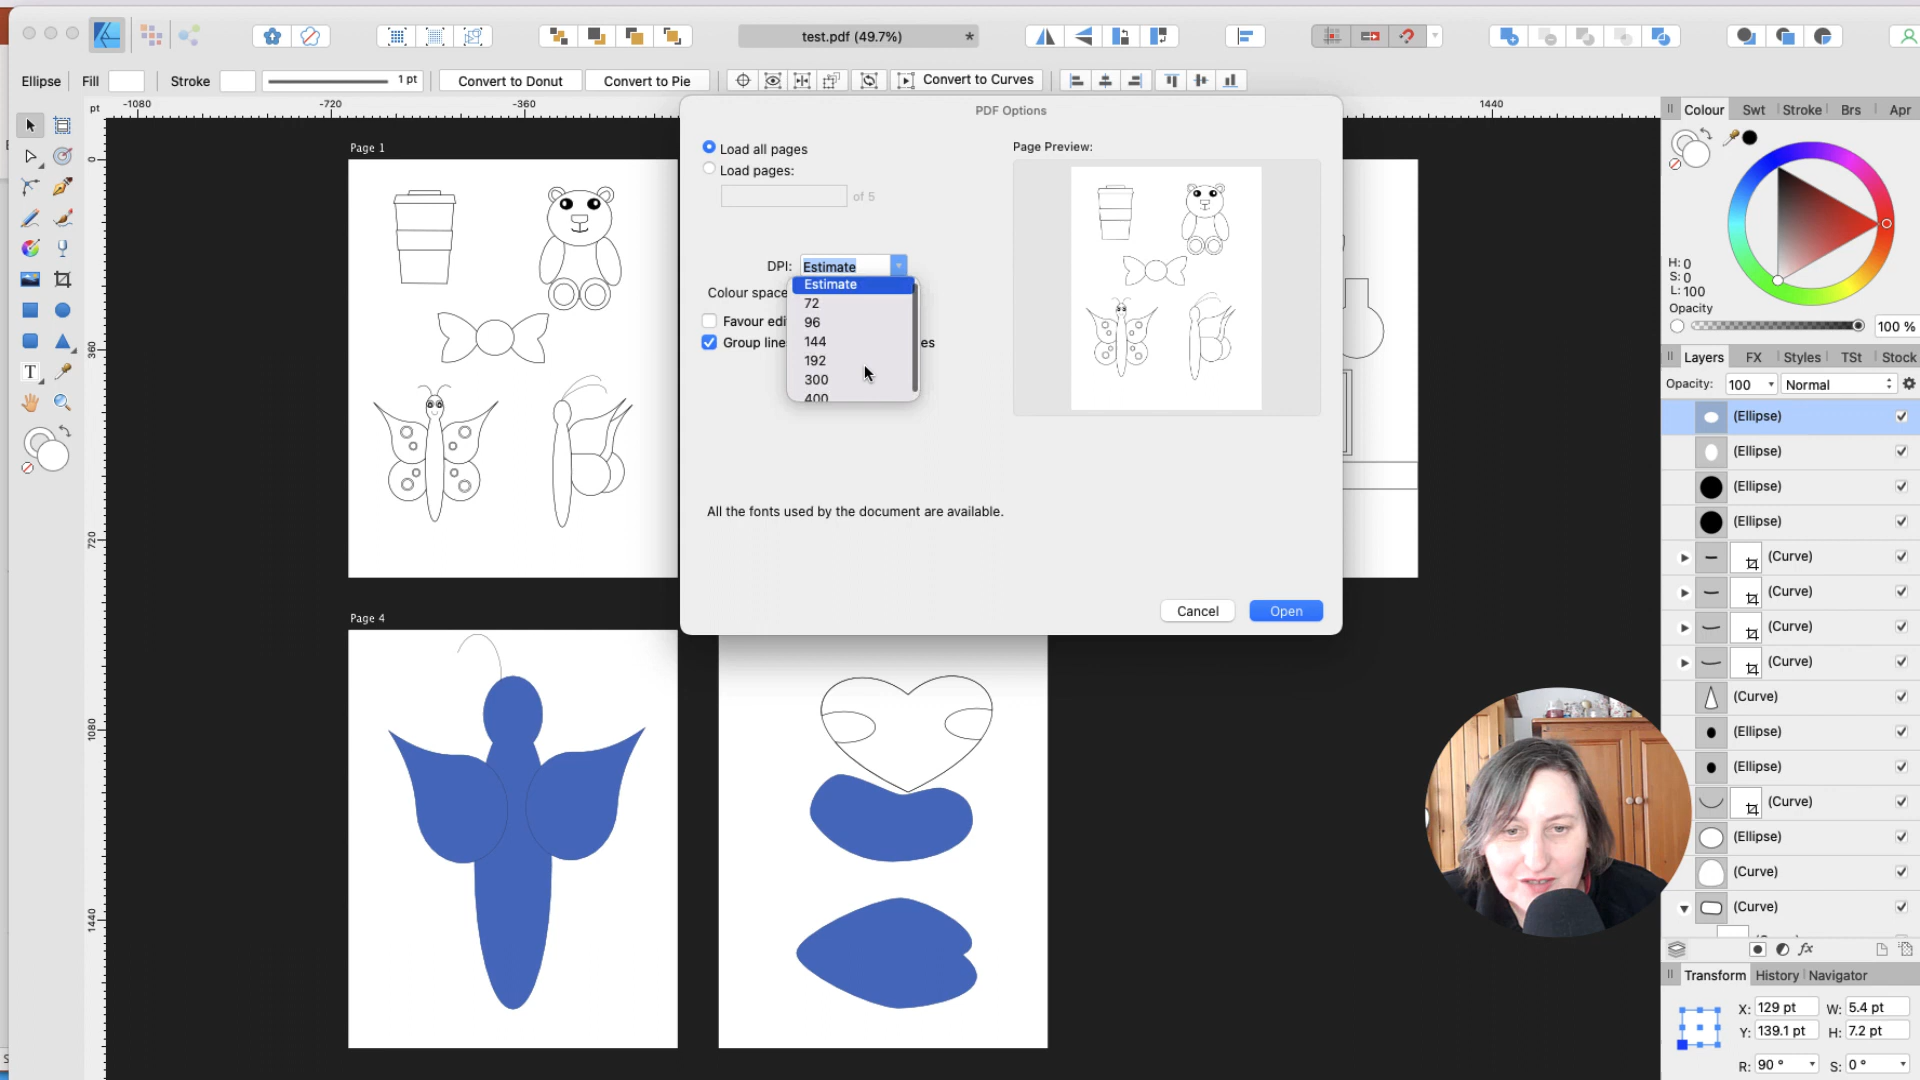 test.pdf (49.7%) *
Ellipse Fill Stroke 1 pt Convert to Donut Convert to Pie Convert to Curves
pt -1080 -720 -360 1440
0
360
720
1080
1440
Page 1
Page 4
PDF Options
Load all pages
Load pages:
of 5
DPI: Estimate
Estimate
72
96
144
192
300
400
Colour space
Favour edi
Group line es
All the fonts used by the document are available.
Page Preview:
Cancel Open
Colour Swt Stroke Brs Apr
H: 0
S: 0
L: 100
Opacity
100 %
Layers FX Styles TSt Stock
Opacity: 100 Normal
(Ellipse)
(Ellipse)
(Ellipse)
(Ellipse)
(Curve)
(Curve)
(Curve)
(Curve)
(Curve)
(Ellipse)
(Ellipse)
(Curve)
(Ellipse)
(Curve)
(Curve)
fx
Transform History Navigator
X: 129 pt W: 5.4 pt
Y: 139.1 pt H: 7.2 pt
R: 90 ° S: 0 °